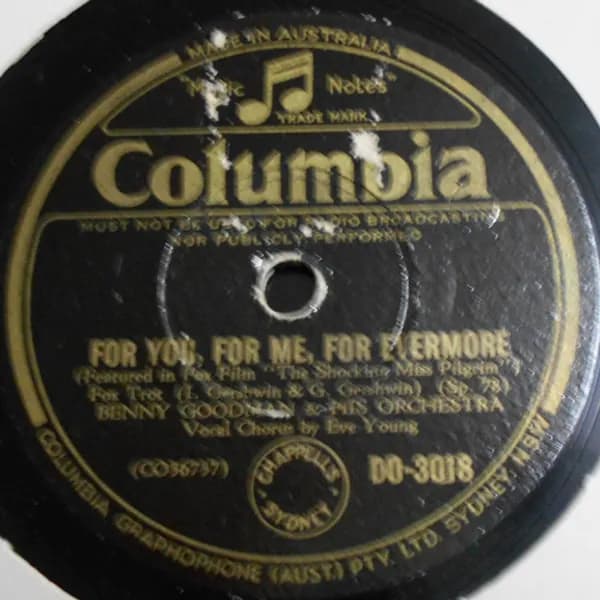 MADE IN AUSTRALIA
"Music Notes"
TRADE MARK
Columbia
MUST NOT BE USED FOR RADIO BROADCASTING
NOR PUBLICLY PERFORMED
FOR YOU, FOR ME, FOR EVERMORE
(Featured in Fox Film "The Shocking Miss Pilgrim")
Fox Trot (I. Gershwin & G. Gershwin) (Sp. 78)
BENNY GOODMAN & HIS ORCHESTRA
Vocal Chorus by Eve Young
(CO36737)
CHAPPELL'S
SYDNEY
DO-3018
COLUMBIA GRAPHOPHONE (AUST.) PTY. LTD. SYDNEY, N.S.W.